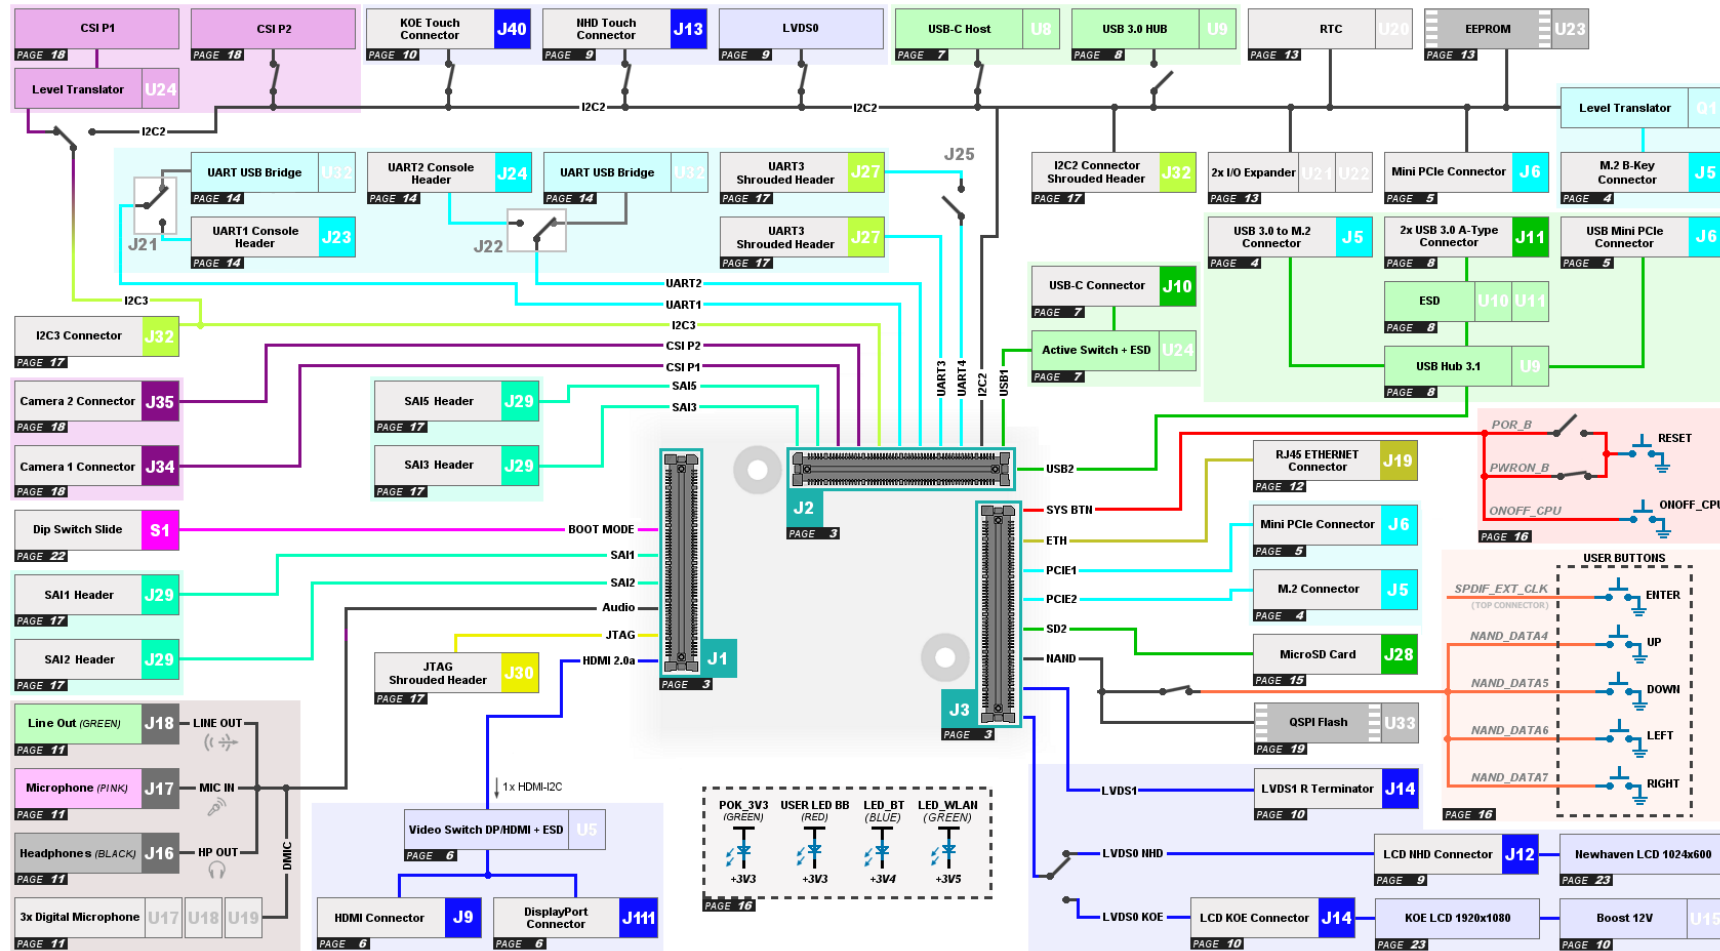 CSI P1
PAGE 18
CSI P2
PAGE 18
KOE Touch
Connector
J40
PAGE 10
NHD Touch
Connector
J13
PAGE 9
LVDS0
PAGE 9
USB-C Host
U8
PAGE 7
USB 3.0 HUB
U9
PAGE 8
RTC
U20
PAGE 13
EEPROM
U23
PAGE 13
Level Translator
U24
I2C2
I2C2
I2C2
Level Translator
Q1
UART USB Bridge
U32
PAGE 14
UART2 Console
Header
J24
PAGE 14
UART USB Bridge
U32
PAGE 14
UART3
Shrouded Header
J27
PAGE 17
J25
I2C2 Connector
Shrouded Header
J32
PAGE 17
2x I/O Expander
U21
U22
PAGE 13
Mini PCIe Connector
J6
PAGE 5
M.2 B-Key
Connector
J5
PAGE 4
J21
UART1 Console
Header
J23
PAGE 14
J22
UART3
Shrouded Header
J27
PAGE 17
USB 3.0 to M.2
Connector
J5
PAGE 4
2x USB 3.0 A-Type
Connector
J11
PAGE 8
USB Mini PCIe
Connector
J6
PAGE 5
UART2
UART1
I2C3
I2C3
USB-C Connector
J10
PAGE 7
ESD
U10
U11
PAGE 8
I2C3 Connector
J32
PAGE 17
CSI P2
CSI P1
Active Switch + ESD
U24
PAGE 7
USB Hub 3.1
U9
PAGE 8
UART3
UART4
I2C2
USB1
Camera 2 Connector
J35
PAGE 18
SAI5 Header
J29
PAGE 17
SAI5
SAI3
Camera 1 Connector
J34
PAGE 18
SAI3 Header
J29
PAGE 17
USB2
RJ45 ETHERNET
Connector
J19
PAGE 12
POR_B
RESET
PWRON_B
ONOFF_CPU
ONOFF_CPU
PAGE 16
J2
PAGE 3
Dip Switch Slide
S1
PAGE 22
BOOT MODE
SYS BTN
ETH
Mini PCIe Connector
J6
PAGE 5
SAI1
SAI2
Audio
JTAG
HDMI 2.0a
PCIE1
PCIE2
SD2
NAND
SAI1 Header
J29
PAGE 17
M.2 Connector
J5
PAGE 4
USER BUTTONS
SPDIF_EXT_CLK
(TOP CONNECTOR)
ENTER
NAND_DATA4
UP
NAND_DATA5
DOWN
NAND_DATA6
LEFT
NAND_DATA7
RIGHT
PAGE 16
SAI2 Header
J29
PAGE 17
JTAG
Shrouded Header
J30
PAGE 17
J1
PAGE 3
MicroSD Card
J28
PAGE 15
J3
PAGE 3
QSPI Flash
U33
PAGE 19
Line Out (GREEN)
J18
PAGE 11
LINE OUT
Microphone (PINK)
J17
PAGE 11
MIC IN
Headphones (BLACK)
J16
PAGE 11
HP OUT
DMIC
3x Digital Microphone
U17
U18
U19
PAGE 11
1x HDMI-I2C
Video Switch DP/HDMI + ESD
U5
PAGE 6
HDMI Connector
J9
PAGE 6
DisplayPort
Connector
J111
PAGE 6
POK_3V3
(GREEN)
+3V3
USER LED BB
(RED)
+3V3
LED_BT
(BLUE)
+3V4
LED_WLAN
(GREEN)
+3V5
PAGE 16
LVDS1
LVDS1 R Terminator
J14
PAGE 10
LVDS0 NHD
LCD NHD Connector
J12
PAGE 9
Newhaven LCD 1024x600
PAGE 23
LVDS0 KOE
LCD KOE Connector
J14
PAGE 10
KOE LCD 1920x1080
PAGE 23
Boost 12V
U15
PAGE 10